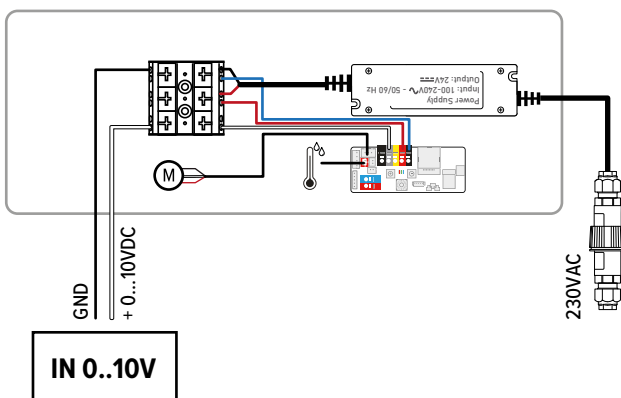 Power Supply
Input: 100-240V ∿ - 50/60 Hz
Output: 24V ⎓
M
GND
+ 0...10VDC
230VAC
IN 0..10V